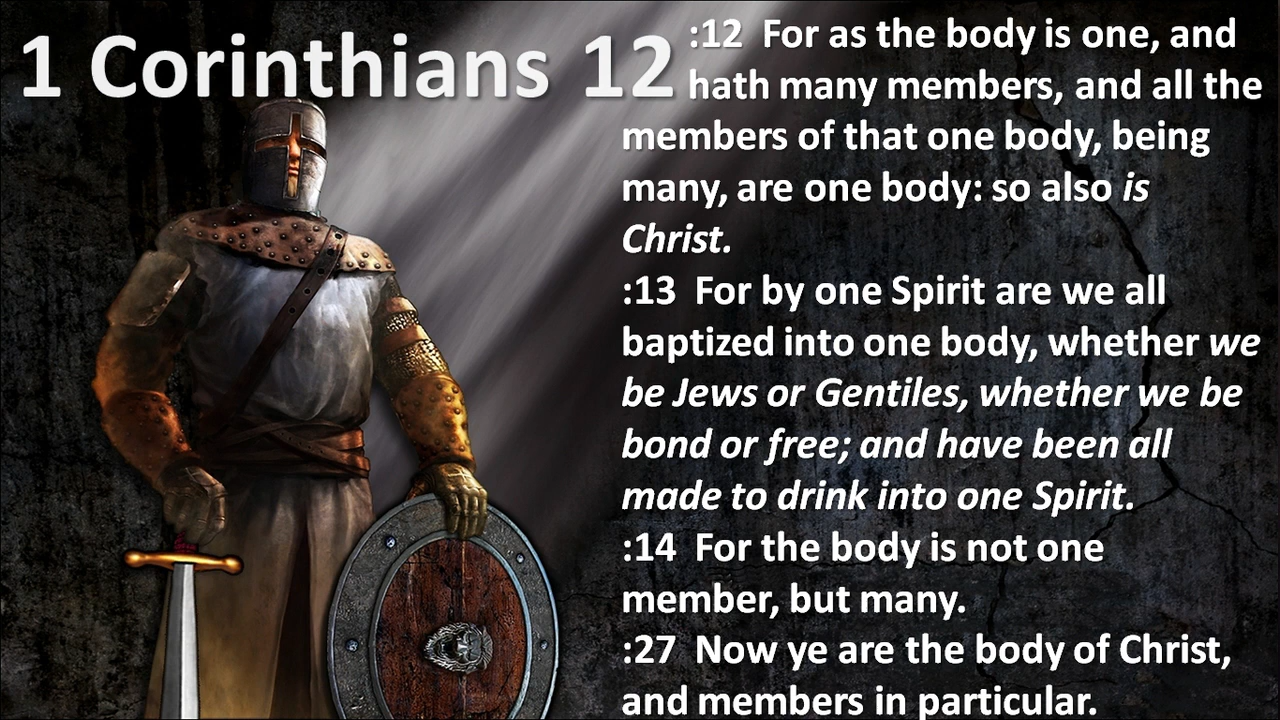 1 Corinthians 12
:12 For as the body is one, and
hath many members, and all the
members of that one body, being
many, are one body: so also is
Christ.
:13 For by one Spirit are we all
baptized into one body, whether we
be Jews or Gentiles, whether we be
bond or free; and have been all
made to drink into one Spirit.
:14 For the body is not one
member, but many.
:27 Now ye are the body of Christ,
and members in particular.